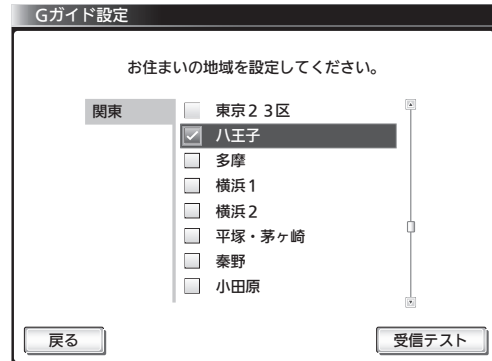 Gガイド設定
お住まいの地域を設定してください。
関東
東京２３区
八王子
多摩
横浜１
横浜２
平塚・茅ヶ崎
秦野
小田原
戻る
受信テスト